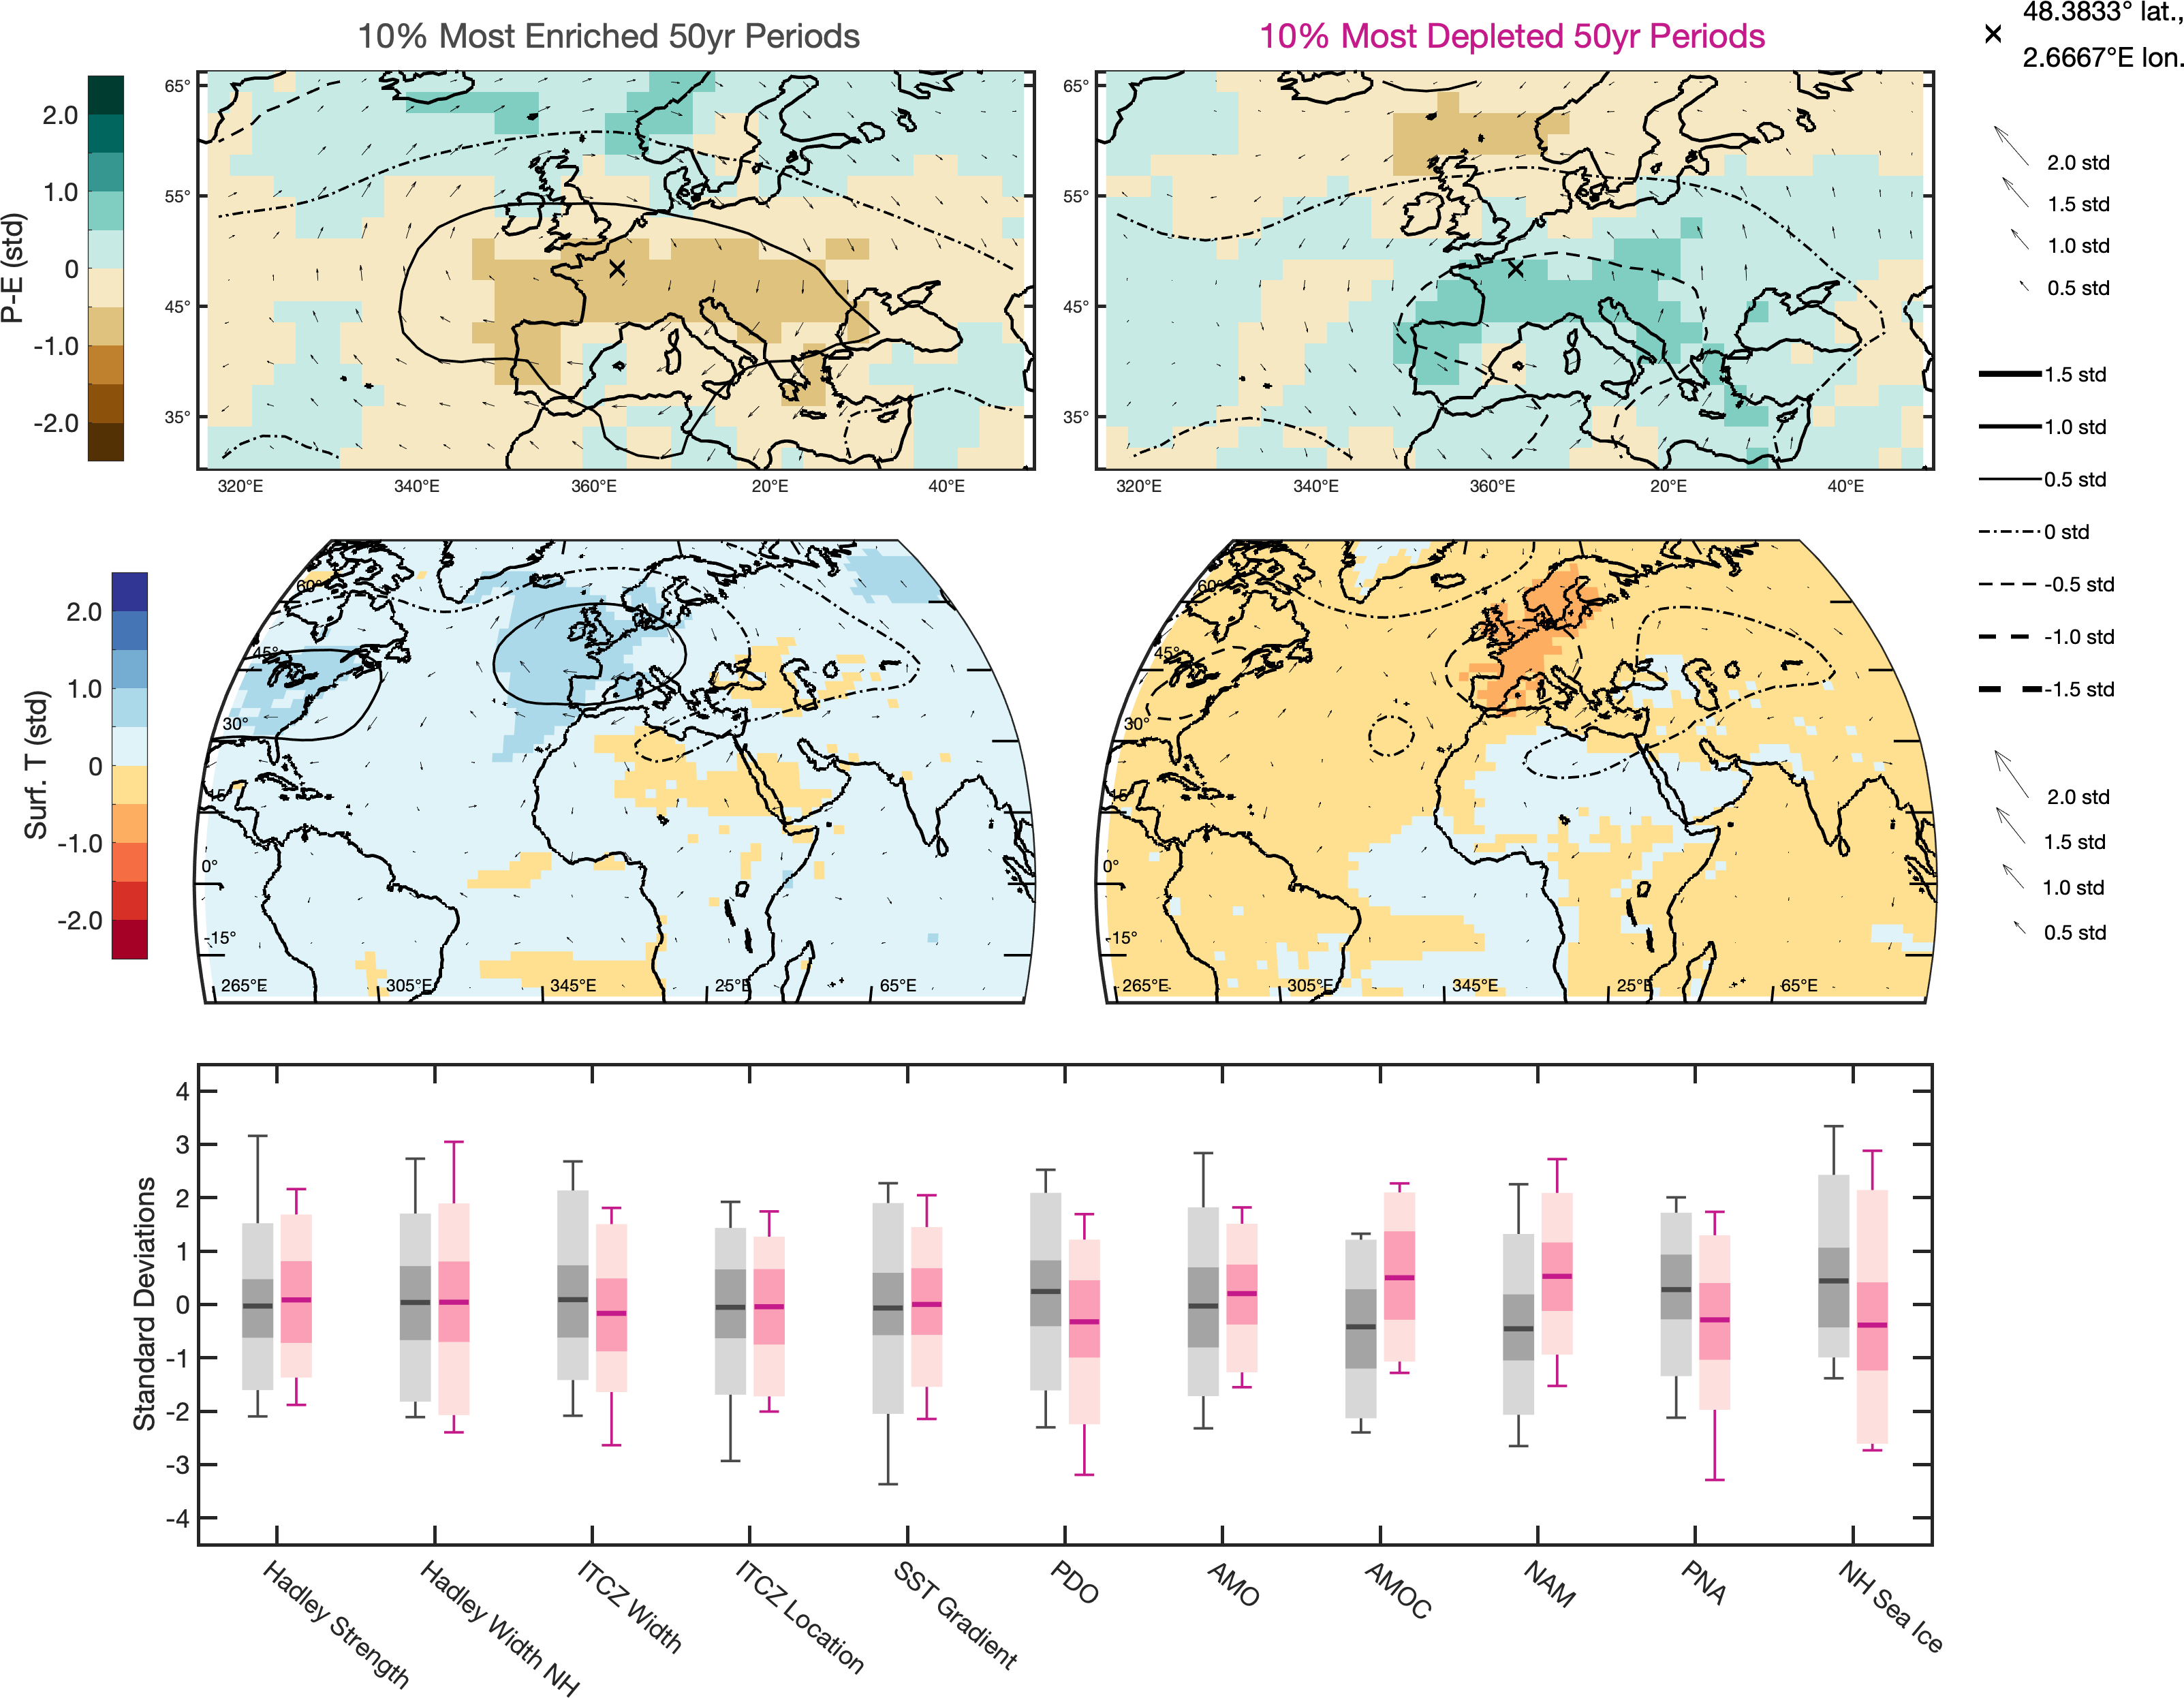 10% Most Enriched 50yr Periods
10% Most Depleted 50yr Periods
48.3833° lat.,
2.6667°E lon.
P-E (std)
2.0
1.0
0
-1.0
-2.0
65°
55°
45°
35°
320°E
340°E
360°E
20°E
40°E
65°
55°
45°
35°
320°E
340°E
360°E
20°E
40°E
2.0 std
1.5 std
1.0 std
0.5 std
1.5 std
1.0 std
0.5 std
0 std
-0.5 std
-1.0 std
-1.5 std
Surf. T (std)
2.0
1.0
0
-1.0
-2.0
60°
45°
30°
15°
0°
-15°
265°E
305°E
345°E
25°E
65°E
60°
45°
30°
15°
0°
-15°
265°E
305°E
345°E
25°E
65°E
2.0 std
1.5 std
1.0 std
0.5 std
Standard Deviations
4
3
2
1
0
-1
-2
-3
-4
Hadley Strength
Hadley Width NH
ITCZ Width
ITCZ Location
SST Gradient
PDO
AMO
AMOC
NAM
PNA
NH Sea Ice